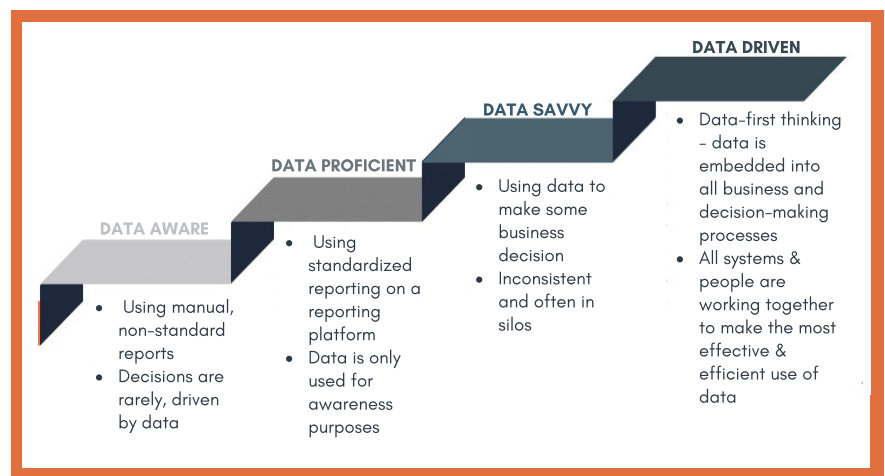 DATA AWARE
• Using manual,
non-standard
reports
• Decisions are
rarely, driven
by data
DATA PROFICIENT
• Using
standardized
reporting on a
reporting
platform
• Data is only
used for
awareness
purposes
DATA SAVVY
• Using data to
make some
business
decision
• Inconsistent
and often in
silos
DATA DRIVEN
• Data-first thinking
- data is
embedded into
all business and
decision-making
processes
• All systems &
people are
working together
to make the most
effective &
efficient use of
data